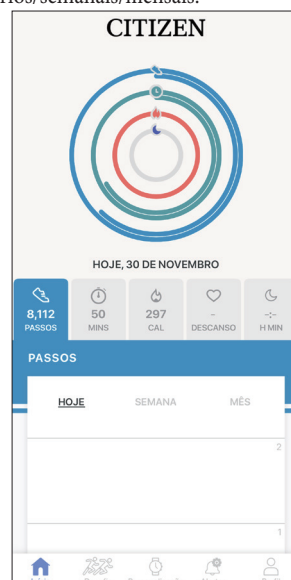 CITIZEN
HOJE, 30 DE NOVEMBRO
8,112 50 297 - -:-
PASSOS MINS CAL DESCANSO H MIN
PASSOS
HOJE SEMANA MÊS
2
1